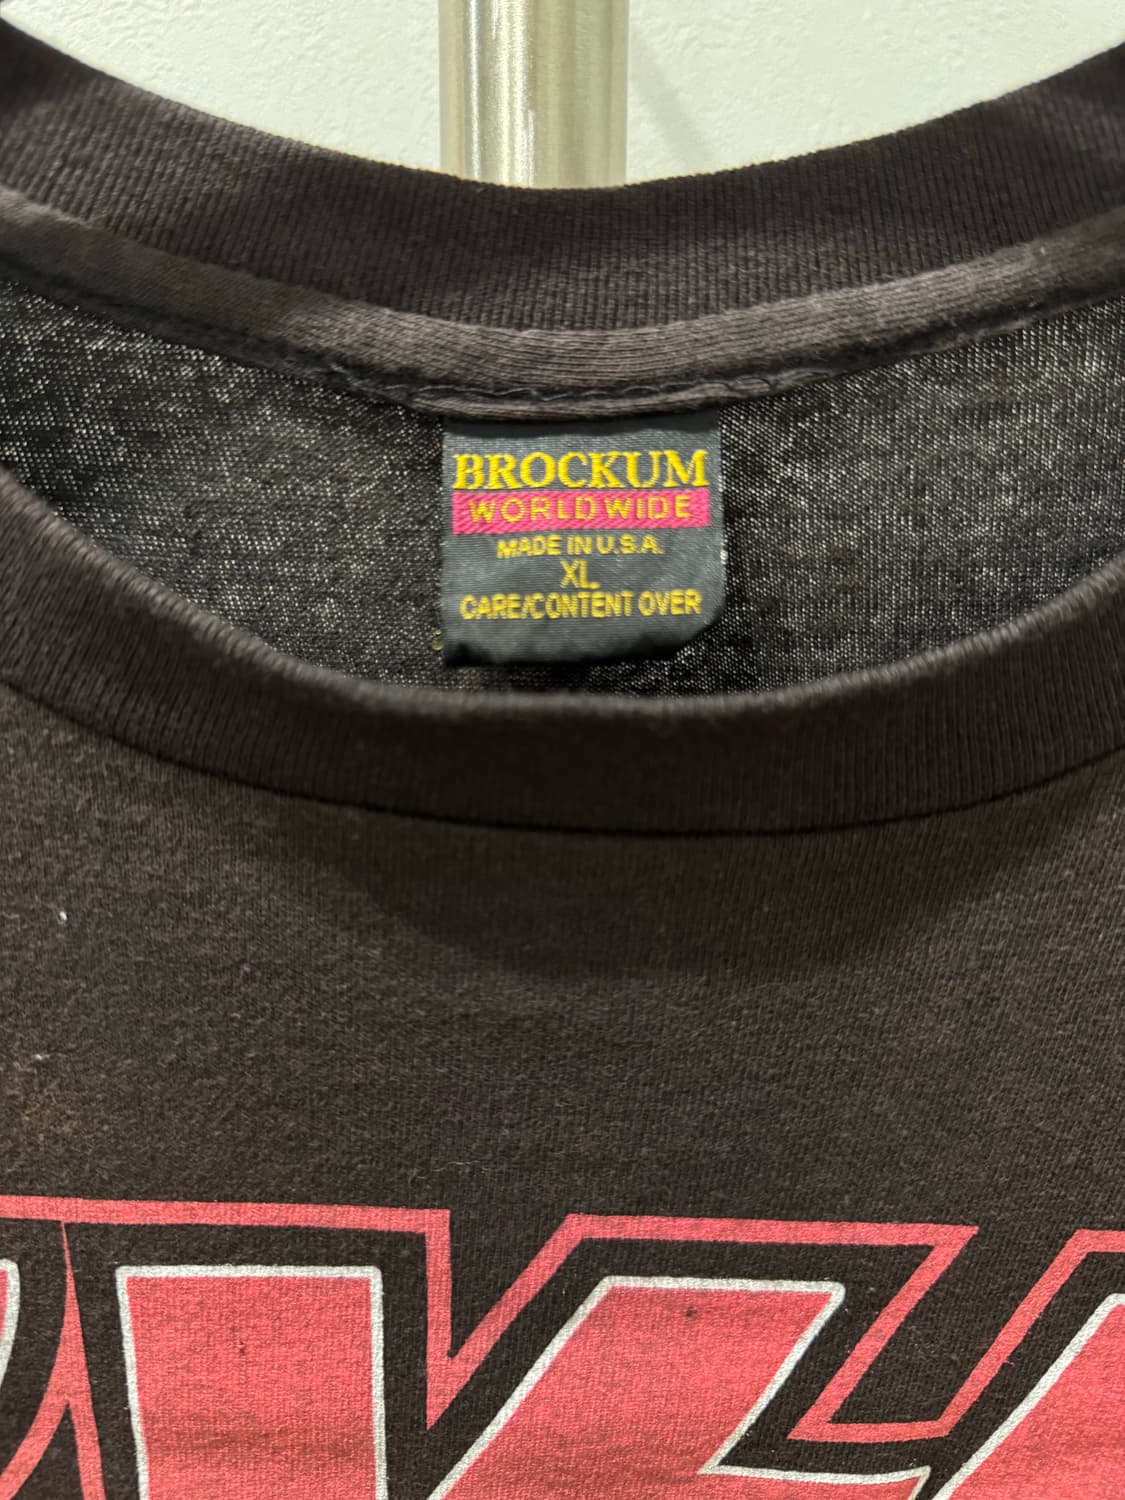 BROCKUM
WORLDWIDE
MADE IN U.S.A.
XL
CARE/CONTENT OVER